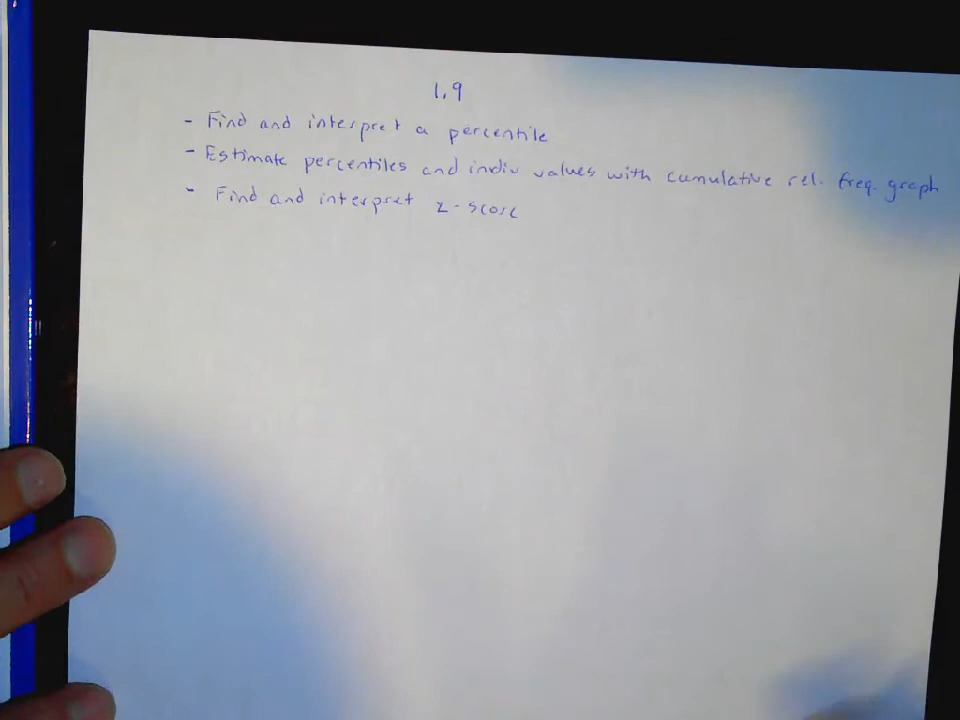 1.9
- Find and interpret a percentile
- Estimate percentiles and indiv values with cumulative rel. freq. graph
- Find and interpret z-score